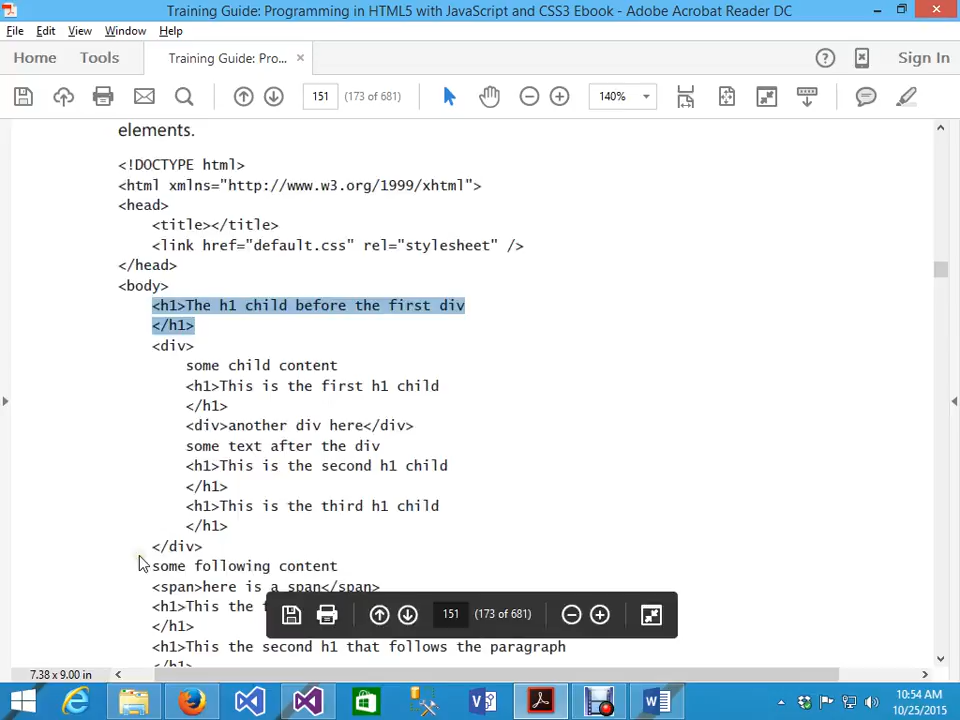 Training Guide: Programming in HTML5 with JavaScript and CSS3 Ebook - Adobe Acrobat Reader DC
File Edit View Window Help
Home Tools Training Guide: Pro... × Sign In
151 (173 of 681) 140%
elements.
<!DOCTYPE html>
<html xmlns="http://www.w3.org/1999/xhtml">
<head>
<title></title>
<link href="default.css" rel="stylesheet" />
</head>
<body>
<h1>The h1 child before the first div
</h1>
<div>
some child content
<h1>This is the first h1 child
</h1>
<div>another div here</div>
some text after the div
<h1>This is the second h1 child
</h1>
<h1>This is the third h1 child
</h1>
</div>
some following content
<span>here is a span</span>
<h1>This the
</h1>
151 (173 of 681)
<h1>This the second h1 that follows the paragraph
</h1>
7.38 x 9.00 in
10:54 AM
10/25/2015